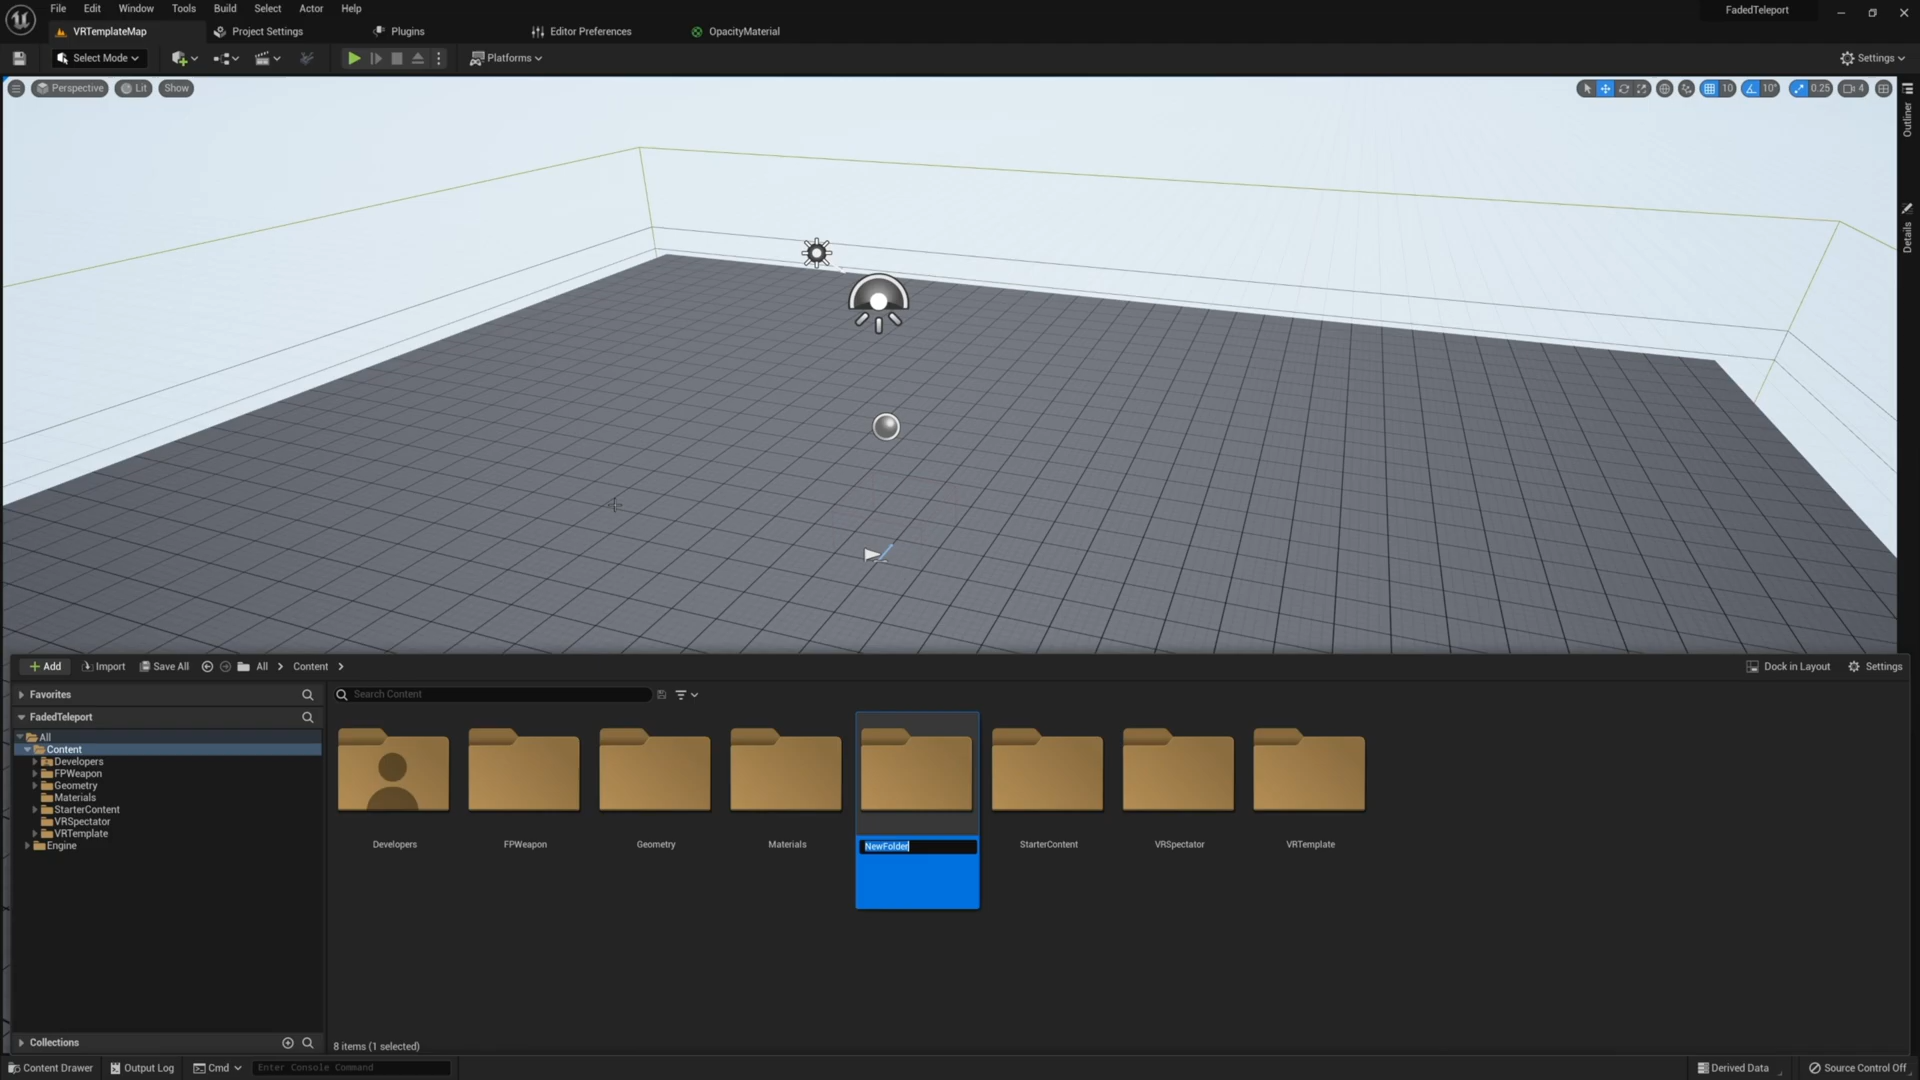 File Edit Window Tools Build Select Actor Help
FadedTeleport
VRTemplateMap
Project Settings
Plugins
Editor Preferences
OpacityMaterial
Select Mode
Platforms
Settings
Perspective
Lit
Show
10
10°
0.25
4
Outliner
Details
Add
Import
Save All
All
Content
Dock in Layout
Settings
Favorites
Search Content
FadedTeleport
All
Content
Developers
FPWeapon
Geometry
Materials
StarterContent
VRSpectator
VRTemplate
Engine
Developers
FPWeapon
Geometry
Materials
NewFolder
StarterContent
VRSpectator
VRTemplate
Collections
8 items (1 selected)
Content Drawer
Output Log
Cmd
Enter Console Command
Derived Data
Source Control Off